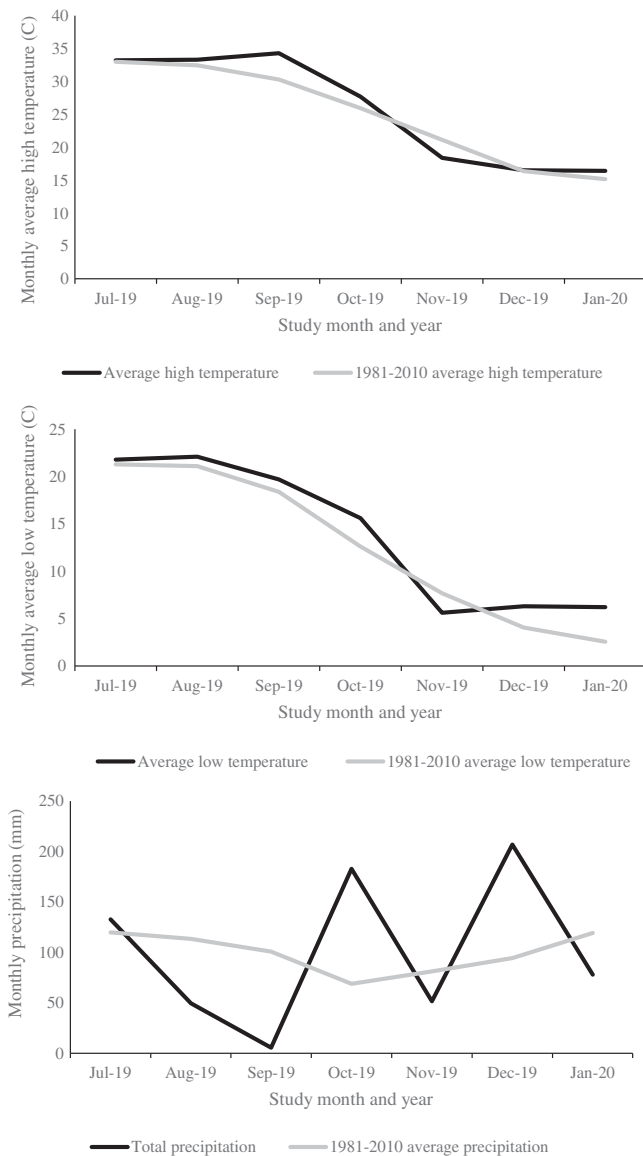 Monthly average high temperature (C)
40
35
30
25
20
15
10
5
0
Jul-19 Aug-19 Sep-19 Oct-19 Nov-19 Dec-19 Jan-20
Study month and year
Average high temperature 1981-2010 average high temperature
Monthly average low temperature (C)
25
20
15
10
5
0
Jul-19 Aug-19 Sep-19 Oct-19 Nov-19 Dec-19 Jan-20
Study month and year
Average low temperature 1981-2010 average low temperature
Monthly precipitation (mm)
250
200
150
100
50
0
Jul-19 Aug-19 Sep-19 Oct-19 Nov-19 Dec-19 Jan-20
Study month and year
Total precipitation 1981-2010 average precipitation